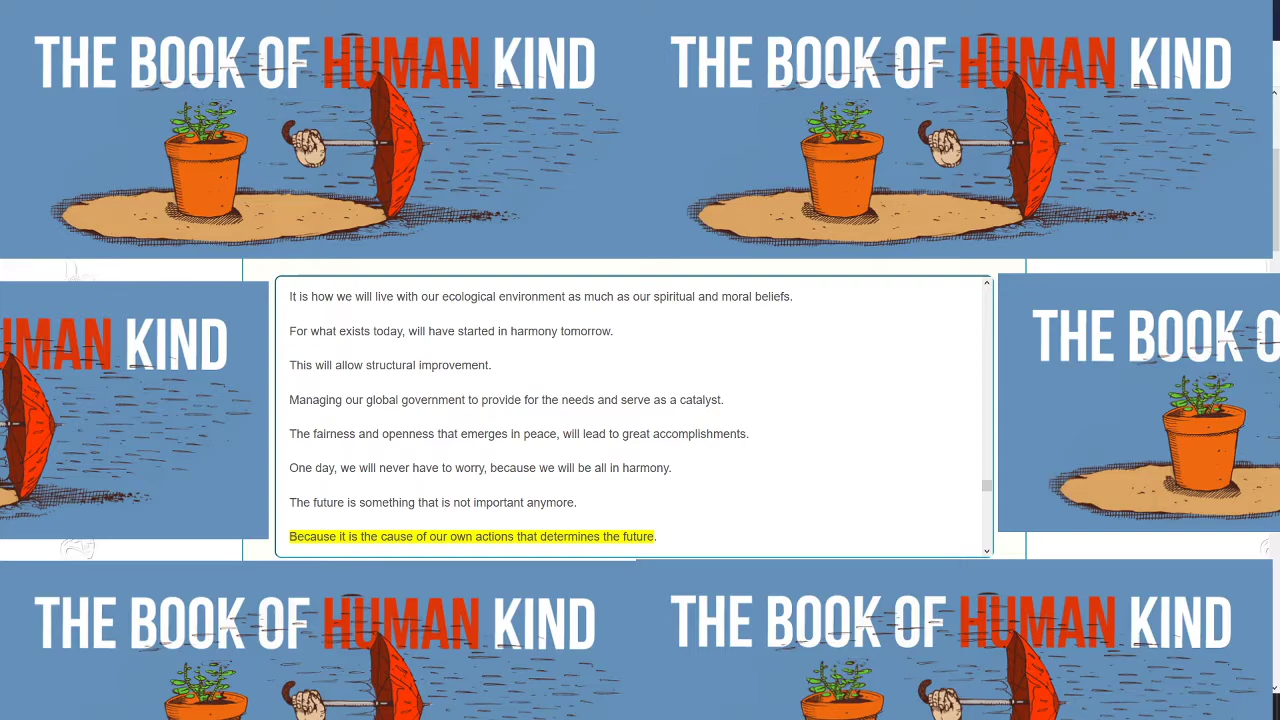 THE BOOK OF HUMAN KIND
THE BOOK OF HUMAN KIND
UMAN KIND
It is how we will live with our ecological environment as much as our spiritual and moral beliefs.
For what exists today, will have started in harmony tomorrow.
This will allow structural improvement.
Managing our global government to provide for the needs and serve as a catalyst.
The fairness and openness that emerges in peace, will lead to great accomplishments.
One day, we will never have to worry, because we will be all in harmony.
The future is something that is not important anymore.
Because it is the cause of our own actions that determines the future.
THE BOOK O
THE BOOK OF HUMAN KIND
THE BOOK OF HUMAN KIND